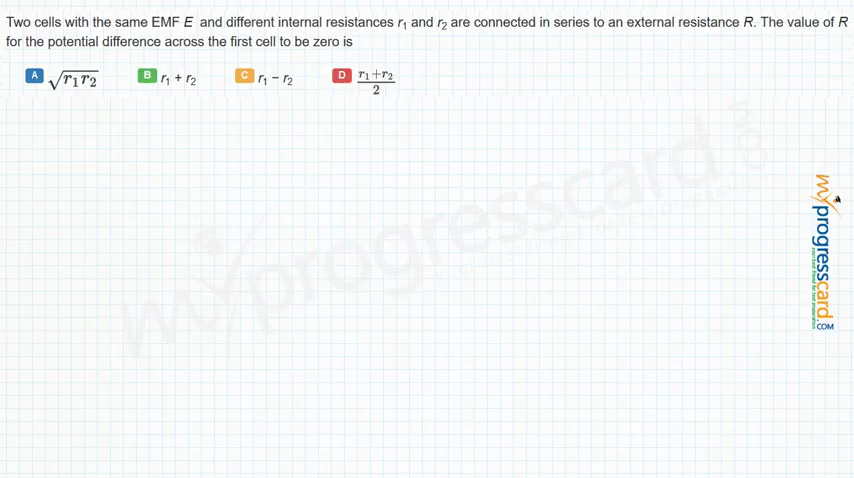 Two cells with the same EMF E and different internal resistances r₁ and r₂ are connected in series to an external resistance R. The value of R
for the potential difference across the first cell to be zero is
A √r₁r₂ B r₁ + r₂ C r₁ − r₂ D (r₁+r₂)/2
myprogresscard
myprogresscard.COM